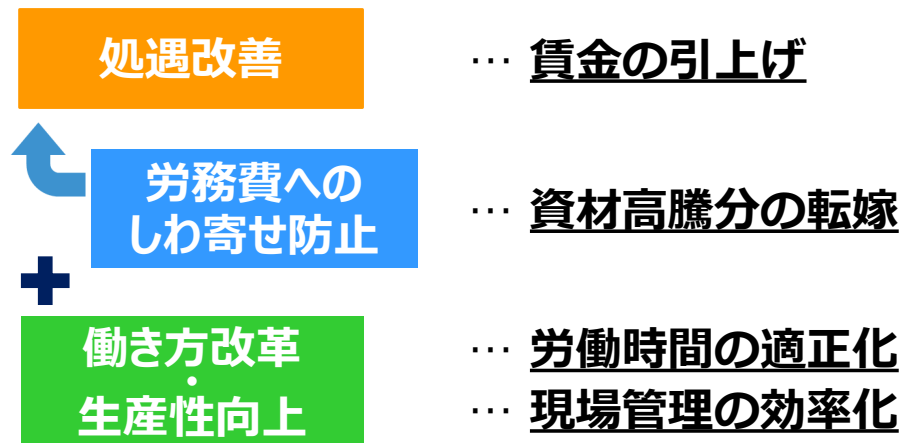 処遇改善 … 賃金の引上げ
労務費への
しわ寄せ防止 … 資材高騰分の転嫁
働き方改革 … 労働時間の適正化
・
生産性向上 … 現場管理の効率化